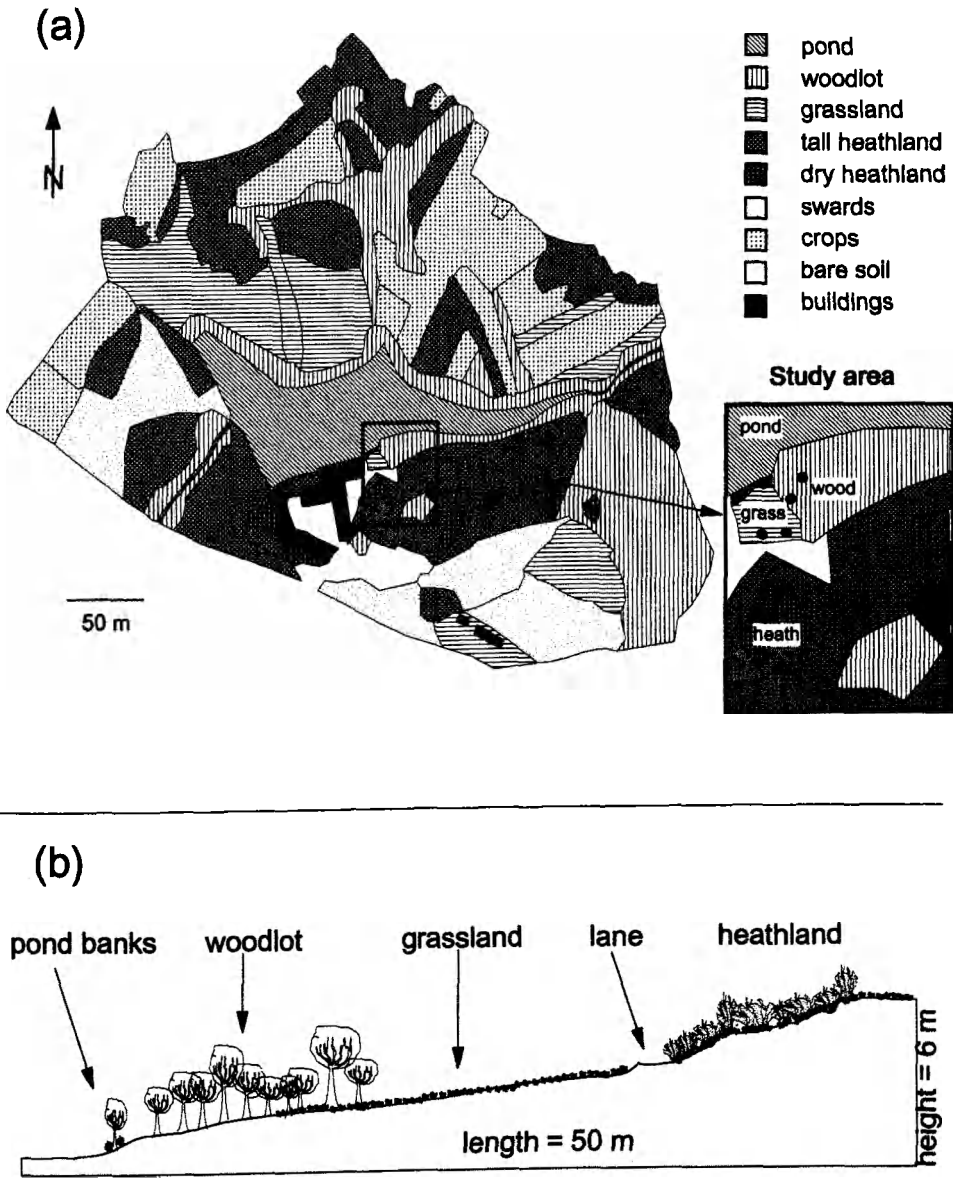 (a)
N
pond
woodlot
grassland
tall heathland
dry heathland
swards
crops
bare soil
buildings
50 m
Study area
pond
wood
grass
heath
(b)
pond banks
woodlot
grassland
lane
heathland
length = 50 m
height = 6 m